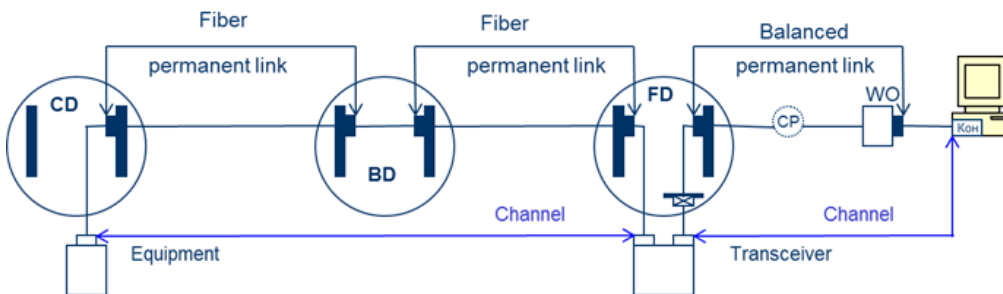 Fiber
permanent link
Fiber
permanent link
Balanced
permanent link
CD
BD
FD
CP
WO
Кон
Channel
Channel
Equipment
Transceiver